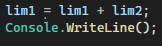 lim1 = lim1 + lim2;
Console.WriteLine();